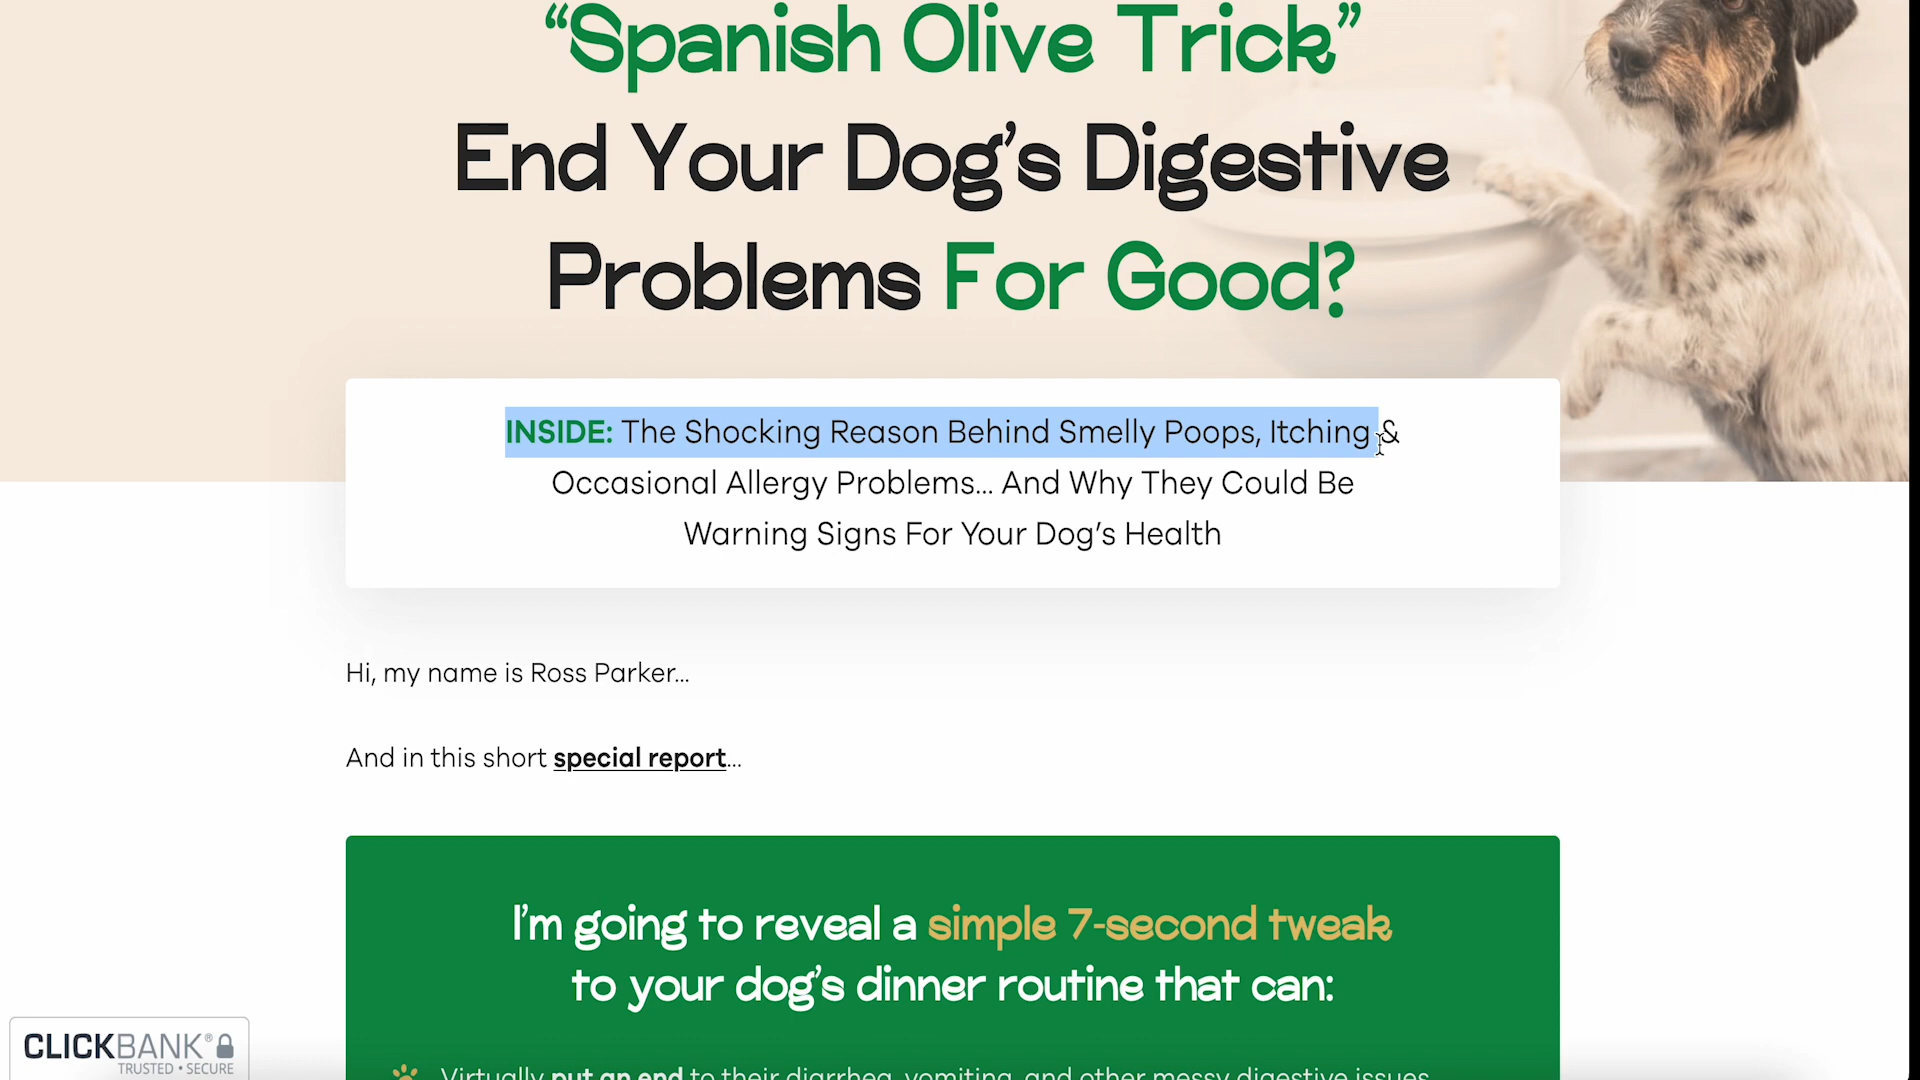 “Spanish Olive Trick”
End Your Dog’s Digestive
Problems For Good?
INSIDE: The Shocking Reason Behind Smelly Poops, Itching &
Occasional Allergy Problems... And Why They Could Be
Warning Signs For Your Dog’s Health
Hi, my name is Ross Parker...
And in this short special report...
I’m going to reveal a simple 7-second tweak
to your dog’s dinner routine that can:
Virtually put an end to their diarrhea, vomiting, and other messy digestive issues
CLICKBANK®
TRUSTED • SECURE